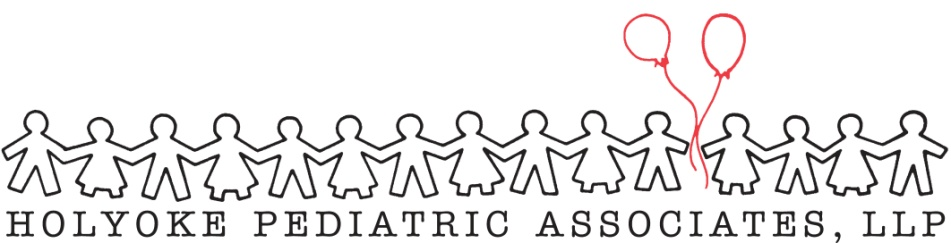 HOLYOKE PEDIATRIC ASSOCIATES, LLP